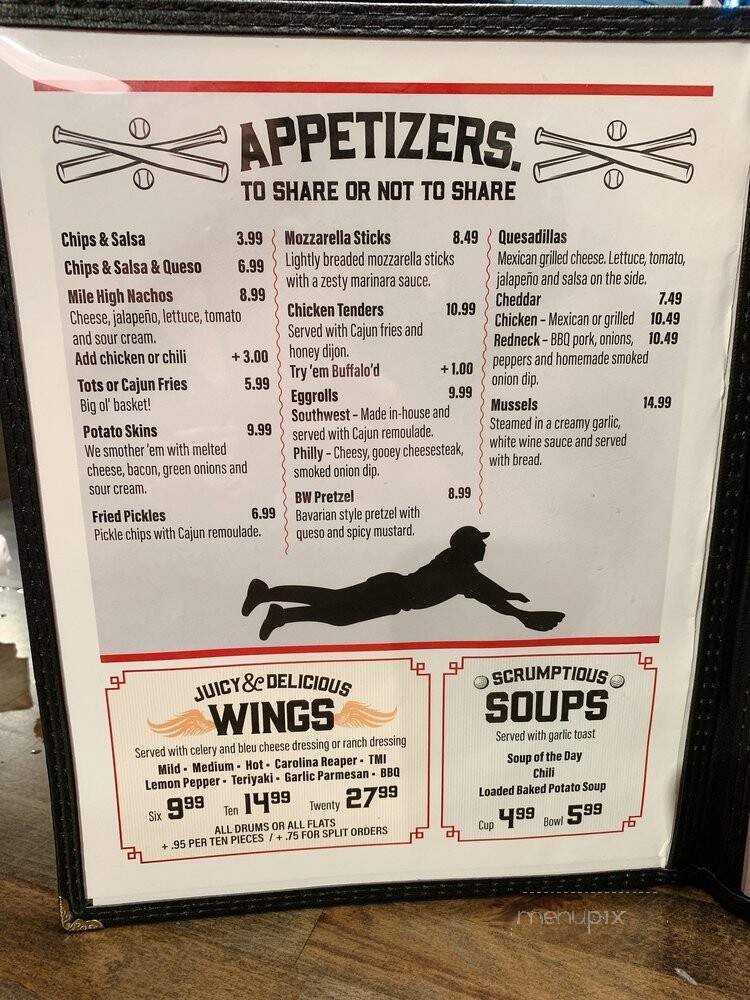 APPETIZERS.
TO SHARE OR NOT TO SHARE
Chips & Salsa 3.99
Chips & Salsa & Queso 6.99
Mile High Nachos 8.99
Cheese, jalapeño, lettuce, tomato
and sour cream.
Add chicken or chili + 3.00
Tots or Cajun Fries 5.99
Big ol' basket!
Potato Skins 9.99
We smother 'em with melted
cheese, bacon, green onions and
sour cream.
Fried Pickles 6.99
Pickle chips with Cajun remoulade.
Mozzarella Sticks 8.49
Lightly breaded mozzarella sticks
with a zesty marinara sauce.
Chicken Tenders 10.99
Served with Cajun fries and
honey dijon.
Try 'em Buffalo'd +1.00
Eggrolls 9.99
Southwest – Made in-house and
served with Cajun remoulade.
Philly – Cheesy, gooey cheesesteak,
smoked onion dip.
BW Pretzel 8.99
Bavarian style pretzel with
queso and spicy mustard.
Quesadillas
Mexican grilled cheese. Lettuce, tomato,
jalapeño and salsa on the side.
Cheddar 7.49
Chicken – Mexican or grilled 10.49
Redneck – BBQ pork, onions, 10.49
peppers and homemade smoked
onion dip.
Mussels 14.99
Steamed in a creamy garlic,
white wine sauce and served
with bread.
JUICY & DELICIOUS
WINGS
Served with celery and bleu cheese dressing or ranch dressing
Mild • Medium • Hot • Carolina Reaper • TMI
Lemon Pepper • Teriyaki • Garlic Parmesan • BBQ
Six 999 Ten 1499 Twenty 2799
ALL DRUMS OR ALL FLATS
+ .95 PER TEN PIECES / + .75 FOR SPLIT ORDERS
SCRUMPTIOUS
SOUPS
Served with garlic toast
Soup of the Day
Chili
Loaded Baked Potato Soup
Cup 499 Bowl 599
menupix